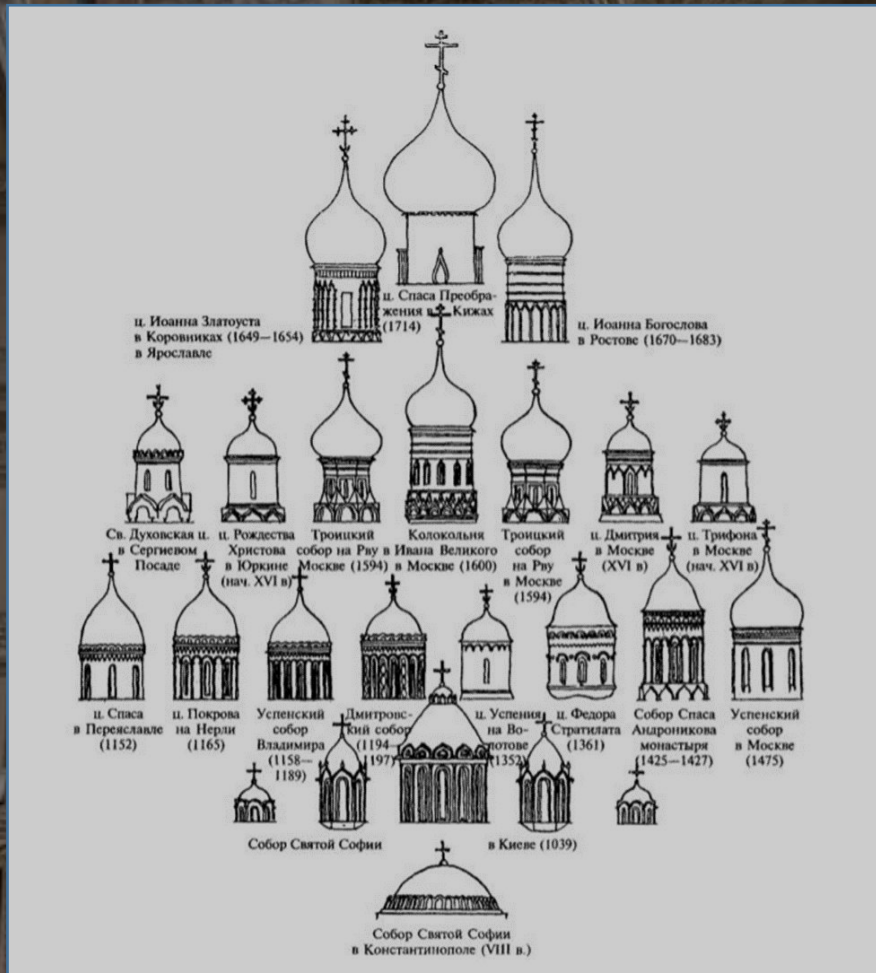 ц. Иоанна Златоуста
в Коровниках (1649—1654)
в Ярославле
ц. Спаса Преобра-
жения в Кижах
(1714)
ц. Иоанна Богослова
в Ростове (1670—1683)
Св. Духовская ц.
в Сергиевом
Посаде
ц. Рождества
Христова
в Юркине
(нач. XVI в)
Троицкий
собор на Рву в
Москве (1594)
Колокольня
Ивана Великого
в Москве (1600)
Троицкий
собор
на Рву
в Москве
(1594)
ц. Дмитрия
в Москве
(XVI в)
ц. Трифона
в Москве
(нач. XVI в)
ц. Спаса
в Переяславле
(1152)
ц. Покрова
на Нерли
(1165)
Успенский
собор
Владимира
(1158—
1189)
Дмитровс-
кий собор
(1194—
1197)
ц. Успения
на Во-
лотове
(1352)
ц. Федора
Стратилата
(1361)
Собор Спаса
Андроникова
монастыря
(1425—1427)
Успенский
собор
в Москве
(1475)
Собор Святой Софии
в Киеве (1039)
Собор Святой Софии
в Константинополе (VIII в.)